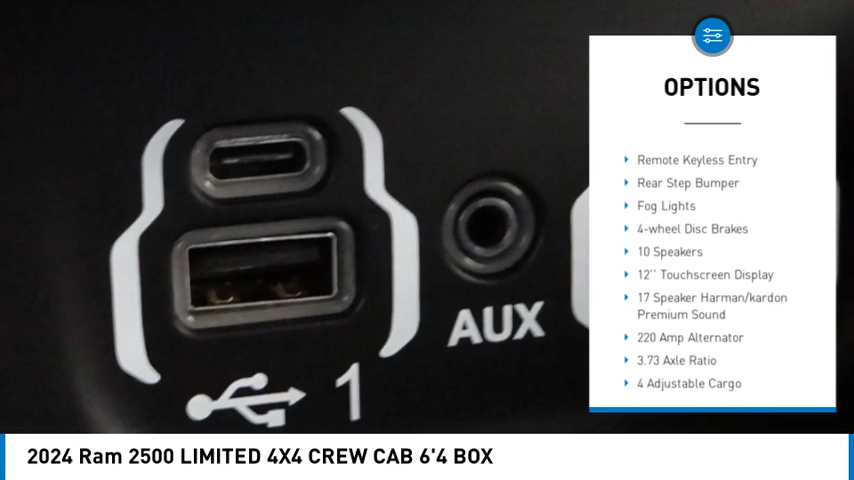 OPTIONS
Remote Keyless Entry
Rear Step Bumper
Fog Lights
4-wheel Disc Brakes
10 Speakers
12'' Touchscreen Display
17 Speaker Harman/kardon
Premium Sound
220 Amp Alternator
3.73 Axle Ratio
4 Adjustable Cargo
AUX
1
2024 Ram 2500 LIMITED 4X4 CREW CAB 6'4 BOX